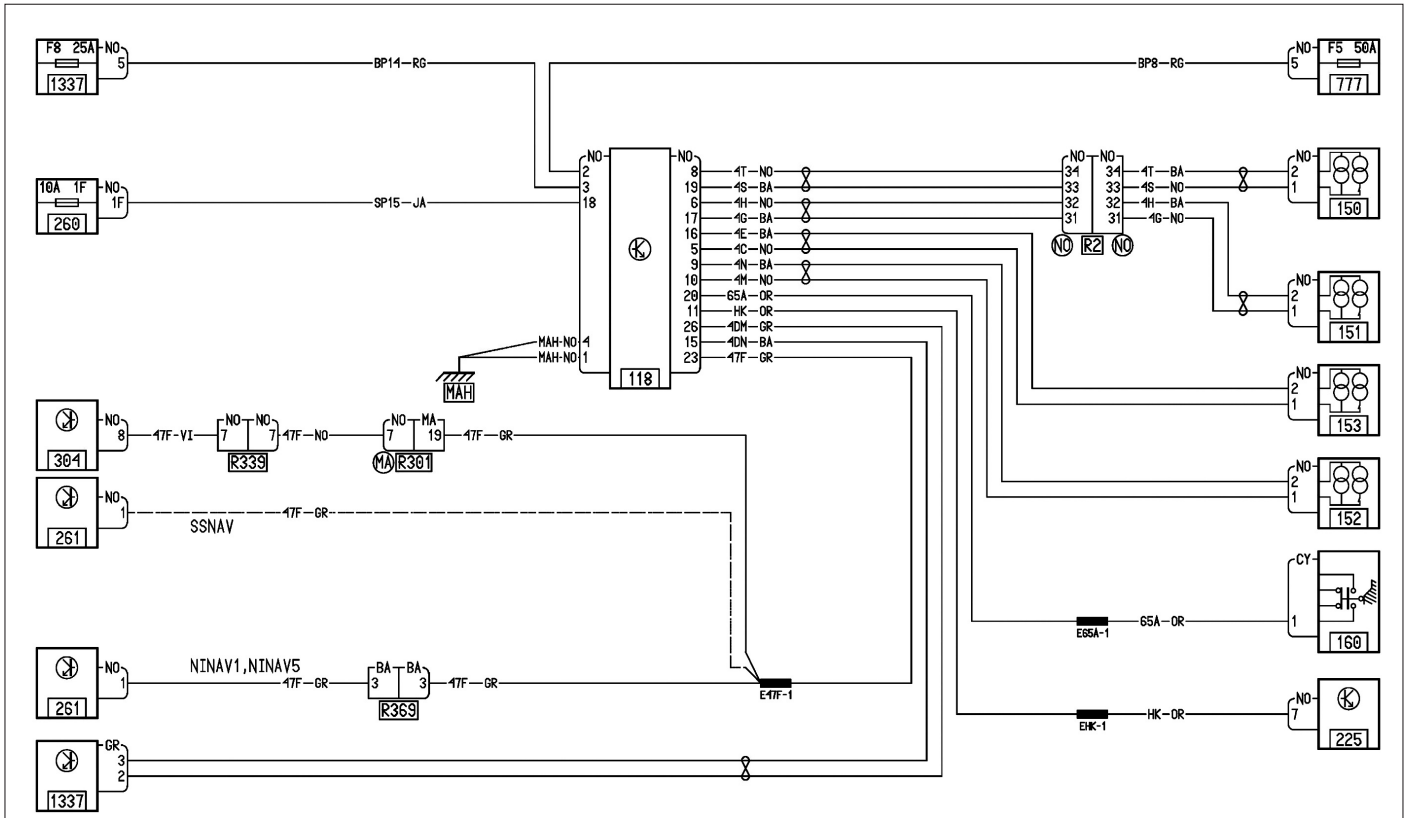 F8 25A NO
5 BP14-RG
1337
BP8-RG
NO F5 50A
5
777
10A 1F NO
1F SP15-JA
260
NO
2
3
18
MAH-NO 4
MAH-NO 1
MAH
118
NO
8 4T-NO
19 4S-BA
6 4H-NO
17 4G-BA
16 4E-BA
5 4C-NO
9 4N-BA
10 4M-NO
20 65A-OR
11 HK-OR
26 4DM-GR
15 4DN-BA
23 47F-GR
NO NO
34 34 4T-BA
33 33 4S-NO
32 32 4H-BA
31 31 4G-NO
NO R2 NO
NO
2
1
150
NO
2
1
151
NO
2
1
153
NO
2
1
152
NO
8 47F-VI
304
NO NO
7 7 47F-NO
R339
NO MA
7 19 47F-GR
MA R301
NO
1 47F-GR
261
SSNAV
CY
1
160
E65A-1 65A-OR
NINAV1,NINAV5
NO
1 47F-GR
261
BA BA
3 3 47F-GR
R369
E47F-1
EHK-1 HK-OR
NO
7
225
GR
3
2
1337